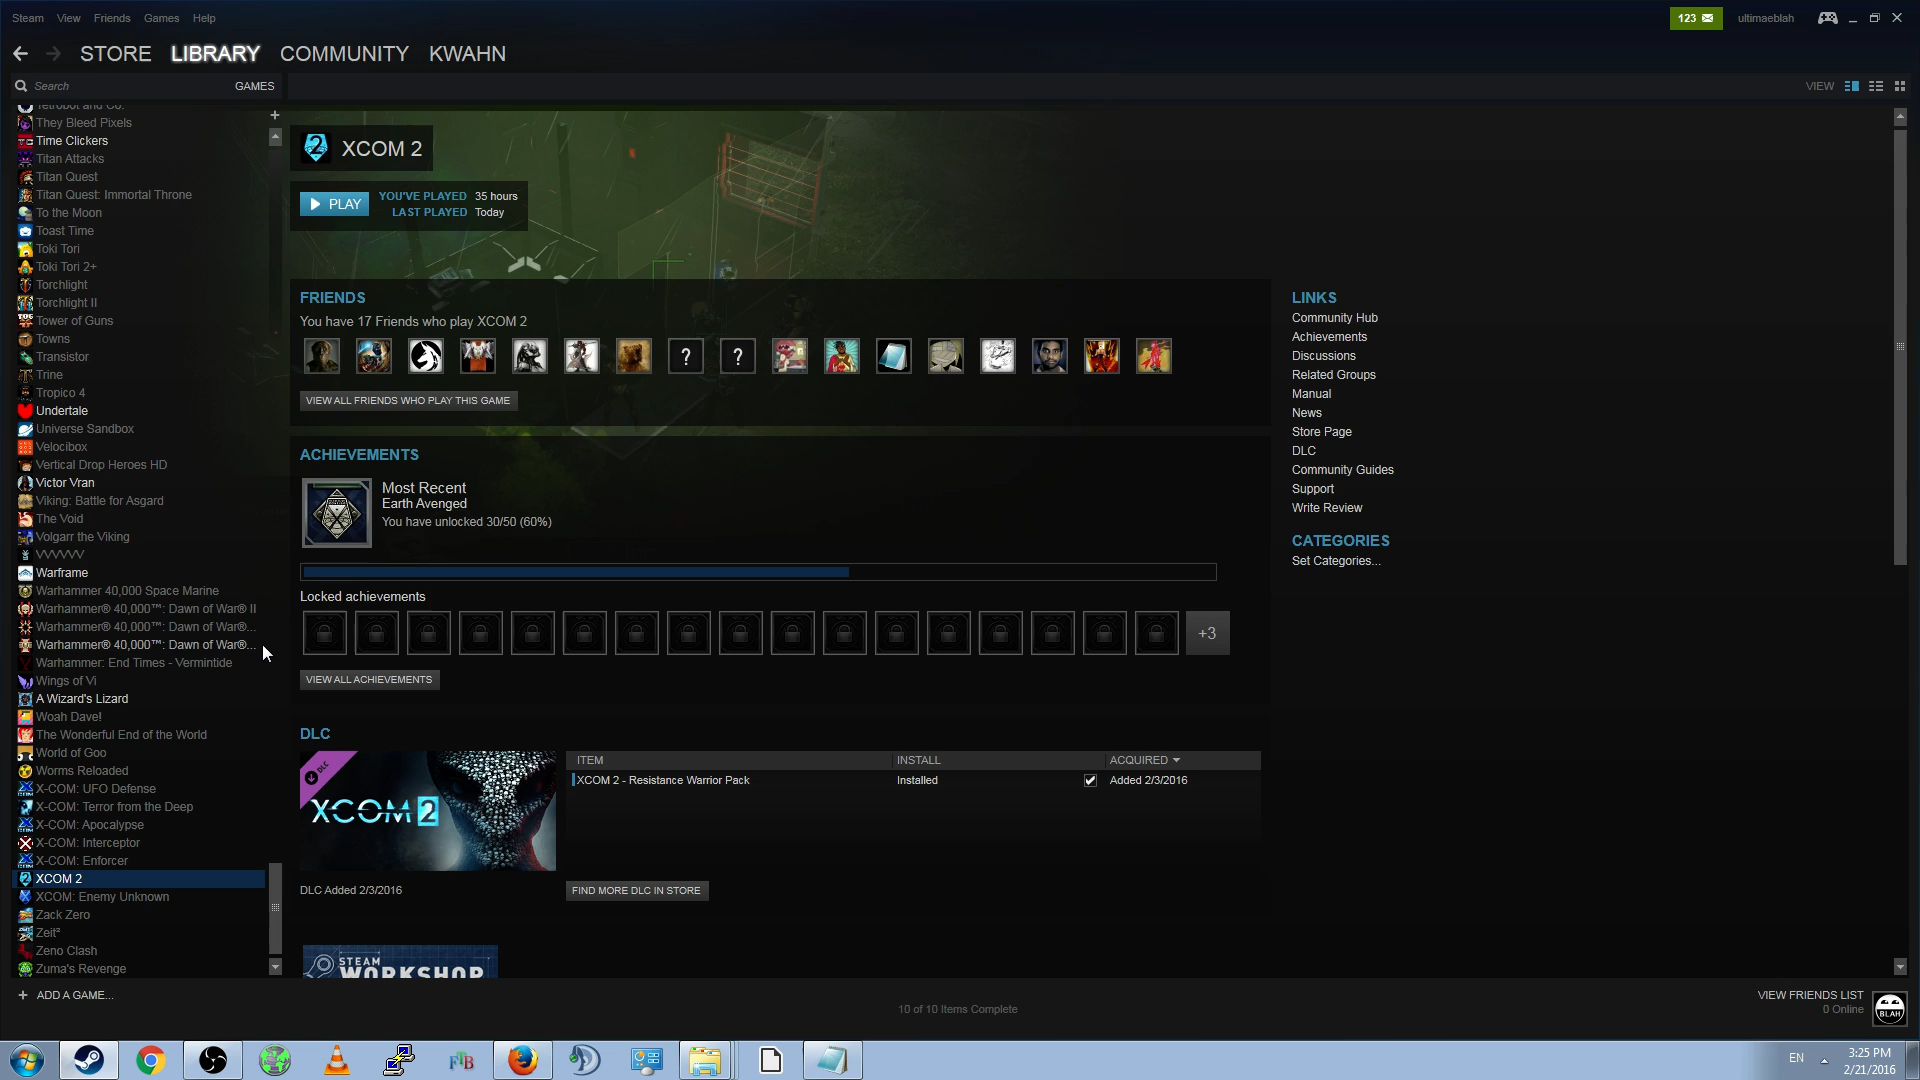 Steam View Friends Games Help
123
ultimaeblah
STORE LIBRARY COMMUNITY KWAHN
Search GAMES
VIEW
Tetrobot and Co.
They Bleed Pixels
Time Clickers
Titan Attacks
Titan Quest
Titan Quest: Immortal Throne
To the Moon
Toast Time
Toki Tori
Toki Tori 2+
Torchlight
Torchlight II
Tower of Guns
Towns
Transistor
Trine
Tropico 4
Undertale
Universe Sandbox
Velocibox
Vertical Drop Heroes HD
Victor Vran
Viking: Battle for Asgard
The Void
Volgarr the Viking
VVVVVV
Warframe
Warhammer 40,000 Space Marine
Warhammer® 40,000™: Dawn of War® II
Warhammer® 40,000™: Dawn of War®...
Warhammer® 40,000™: Dawn of War®...
Warhammer: End Times - Vermintide
Wings of Vi
A Wizard's Lizard
Woah Dave!
The Wonderful End of the World
World of Goo
Worms Reloaded
X-COM: UFO Defense
X-COM: Terror from the Deep
X-COM: Apocalypse
X-COM: Interceptor
X-COM: Enforcer
XCOM 2
XCOM: Enemy Unknown
Zack Zero
Zeit²
Zeno Clash
Zuma's Revenge
+ ADD A GAME...
XCOM 2
PLAY
YOU'VE PLAYED 35 hours
LAST PLAYED Today
FRIENDS
You have 17 Friends who play XCOM 2
? ?
VIEW ALL FRIENDS WHO PLAY THIS GAME
ACHIEVEMENTS
Most Recent
Earth Avenged
You have unlocked 30/50 (60%)
Locked achievements
+3
VIEW ALL ACHIEVEMENTS
DLC
DLC
XCOM 2
DLC Added 2/3/2016
ITEM INSTALL ACQUIRED
XCOM 2 - Resistance Warrior Pack Installed Added 2/3/2016
FIND MORE DLC IN STORE
STEAM
WORKSHOP
LINKS
Community Hub
Achievements
Discussions
Related Groups
Manual
News
Store Page
DLC
Community Guides
Support
Write Review
CATEGORIES
Set Categories...
10 of 10 Items Complete
VIEW FRIENDS LIST
0 Online
BLAH
FTB
EN
3:25 PM
2/21/2016